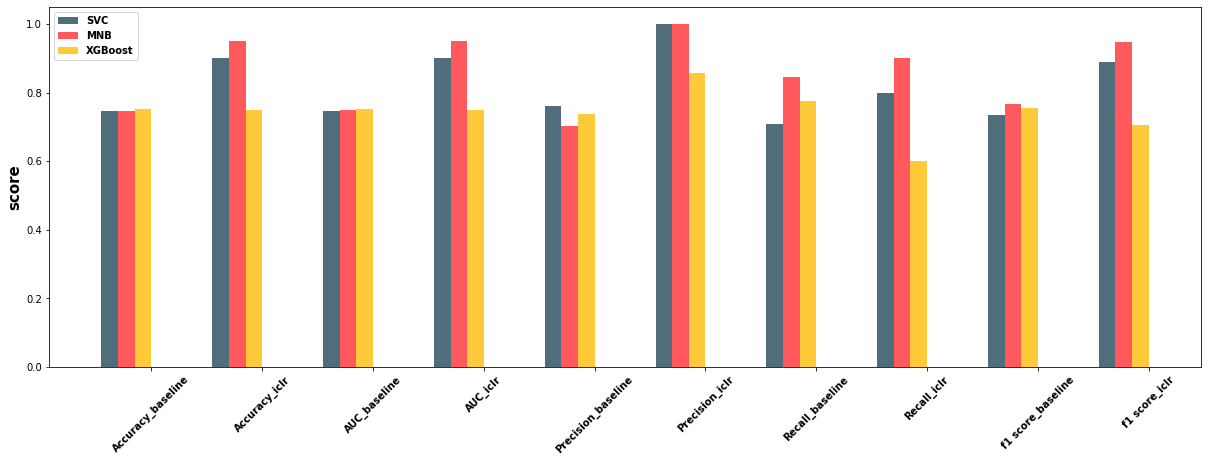 SVC
MNB
XGBoost
score
1.0
0.8
0.6
0.4
0.2
0.0
Accuracy_baseline
Accuracy_iclr
AUC_baseline
AUC_iclr
Precision_baseline
Precision_iclr
Recall_baseline
Recall_iclr
f1 score_baseline
f1 score_iclr